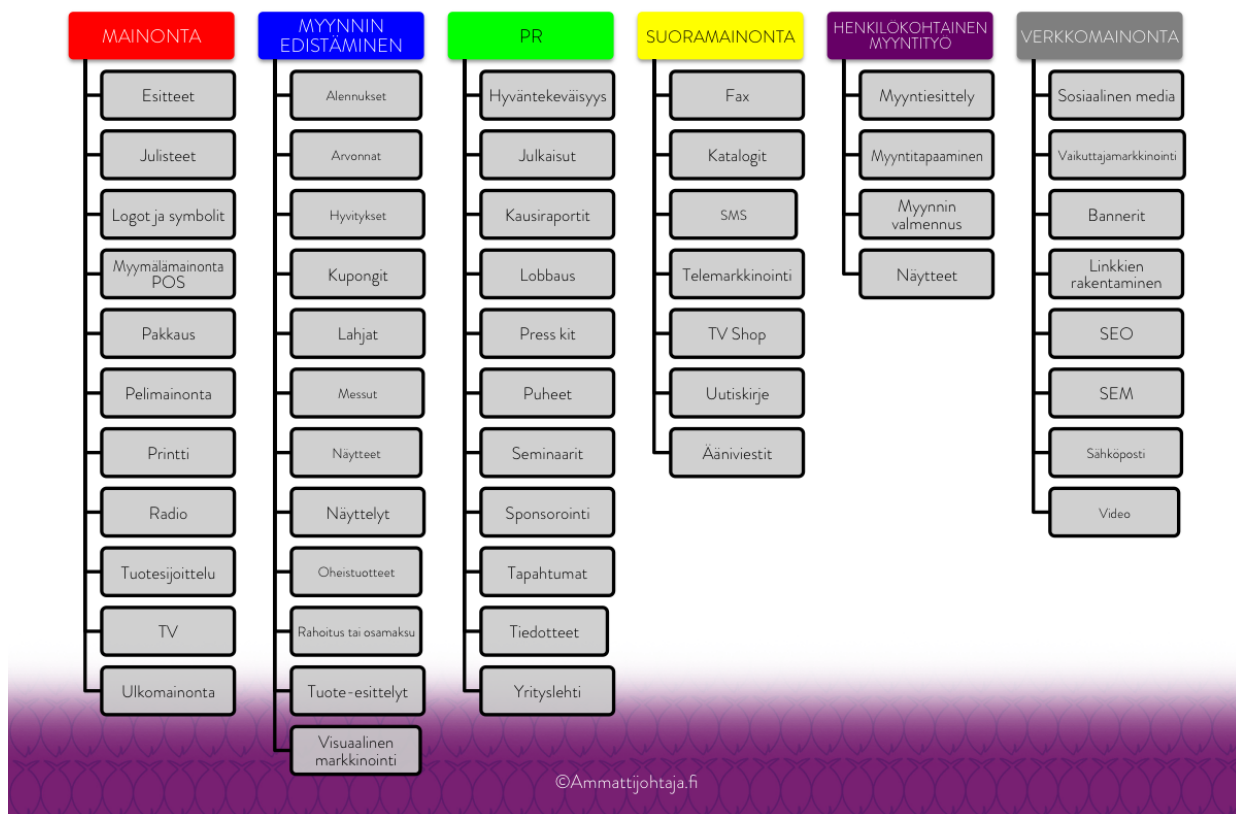 MAINONTA
Esitteet
Julisteet
Logot ja symbolit
Myymälämainonta
POS
Pakkaus
Pelimainonta
Printti
Radio
Tuotesijoittelu
TV
Ulkomainonta
MYYNNIN
EDISTÄMINEN
Alennukset
Arvonnat
Hyvitykset
Kupongit
Lahjat
Messut
Näytteet
Näyttelyt
Oheistuotteet
Rahoitus tai osamaksu
Tuote-esittelyt
Visuaalinen
markkinointi
PR
Hyväntekeväisyys
Julkaisut
Kausiraportit
Lobbaus
Press kit
Puheet
Seminaarit
Sponsorointi
Tapahtumat
Tiedotteet
Yrityslehti
SUORAMAINONTA
Fax
Katalogit
SMS
Telemarkkinointi
TV Shop
Uutiskirje
Ääniviestit
HENKILÖKOHTAINEN
MYYNTITYÖ
Myyntiesittely
Myyntitapaaminen
Myynnin
valmennus
Näytteet
VERKKOMAINONTA
Sosiaalinen media
Vaikuttajamarkkinointi
Bannerit
Linkkien
rakentaminen
SEO
SEM
Sähköposti
Video
©Ammattijohtaja.fi